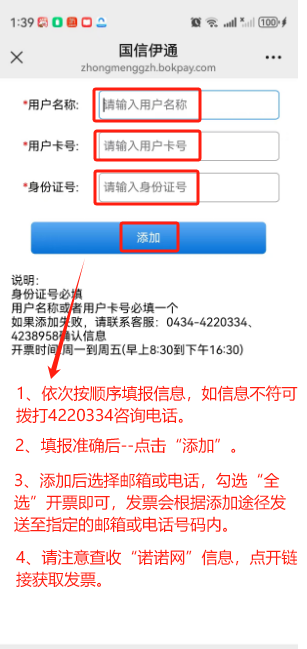 1:39
100
国信伊通
zhongmenggzh.bokpay.com
*用户名称: 请输入用户名称
*用户卡号: 请输入用户卡号
*身份证号: 请输入身份证号
添加
说明:
身份证号必填
用户名称或者用户卡号必填一个
如果添加失败，请联系客服：0434-4220334、
4238958确认信息
开票时间:周一到周五(早上8:30到下午16:30)
1、依次按顺序填报信息，如信息不符可
拨打4220334咨询电话。
2、填报准确后--点击“添加”。
3、添加后选择邮箱或电话，勾选“全
选”开票即可，发票会根据添加途径发
送至指定的邮箱或电话号码内。
4、请注意查收“诺诺网”信息，点开链
接获取发票。